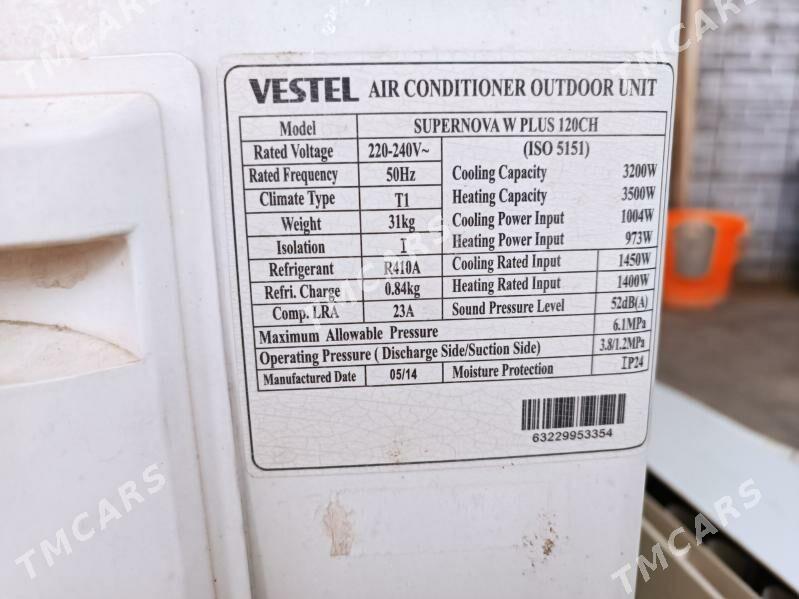 VESTEL AIR CONDITIONER OUTDOOR UNIT
Model SUPERNOVA W PLUS 120CH
Rated Voltage 220-240V~ (ISO 5151)
Rated Frequency 50Hz Cooling Capacity 3200W
Climate Type T1 Heating Capacity 3500W
Weight 31kg Cooling Power Input 1004W
Isolation I Heating Power Input 973W
Refrigerant R410A Cooling Rated Input 1450W
Refri. Charge 0.84kg Heating Rated Input 1400W
Comp. LRA 23A Sound Pressure Level 52dB(A)
Maximum Allowable Pressure 6.1MPa
Operating Pressure ( Discharge Side/Suction Side) 3.8/1.2MPa
Manufactured Date 05/14 Moisture Protection IP24
63229953354
TMCARS
TMCARS
TMCARS
TMCARS
TMCARS